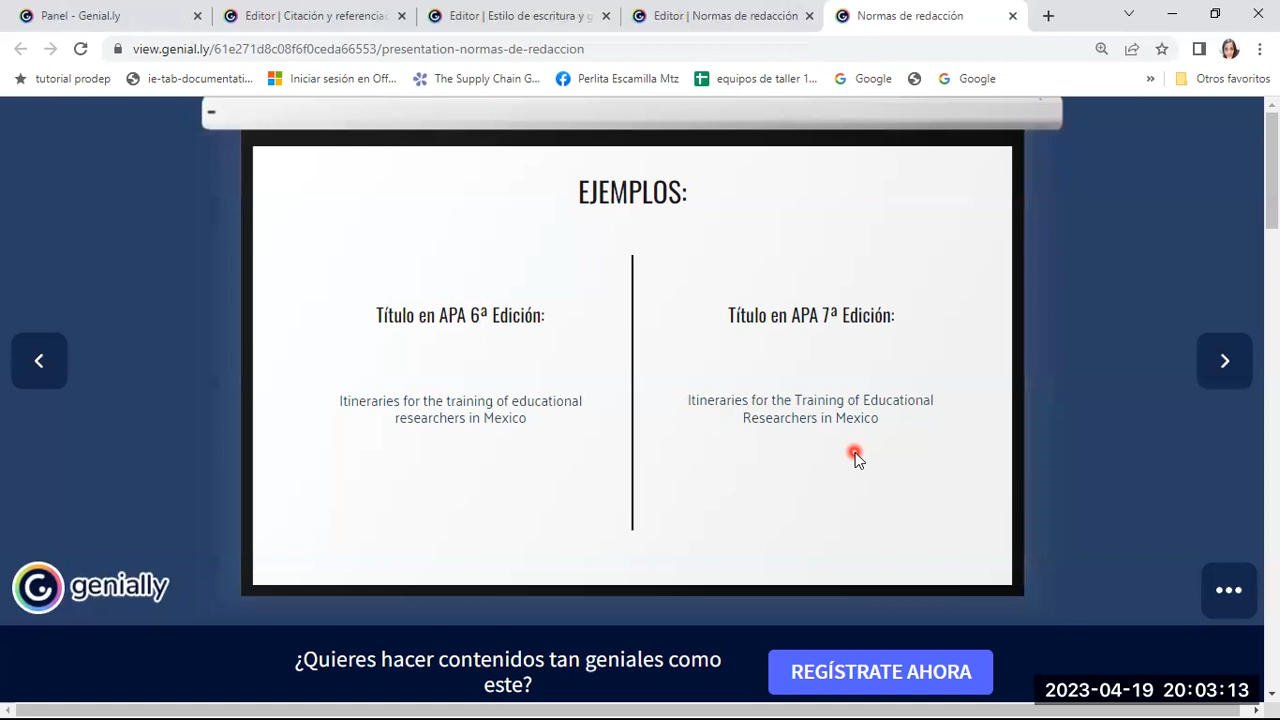 Panel - Genial.ly
Editor | Citación y referencia
Editor | Estilo de escritura y g
Editor | Normas de redacción
Normas de redacción
view.genial.ly/61e271d8c08f6f0ceda66553/presentation-normas-de-redaccion
tutorial prodep
ie-tab-documentati...
Iniciar sesión en Off...
The Supply Chain G...
Perlita Escamilla Mtz
equipos de taller 1...
Google
Google
»
Otros favoritos
EJEMPLOS:
Título en APA 6ª Edición:
Itineraries for the training of educational
researchers in Mexico
Título en APA 7ª Edición:
Itineraries for the Training of Educational
Researchers in Mexico
genially
¿Quieres hacer contenidos tan geniales como
este?
REGÍSTRATE AHORA
2023-04-19 20:03:13